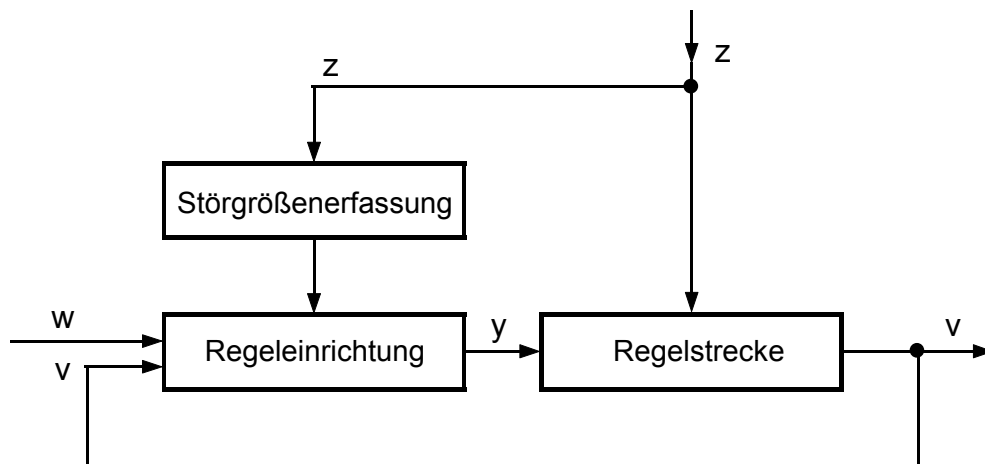 z
z
Störgrößenerfassung
w
v
Regeleinrichtung
y
Regelstrecke
v